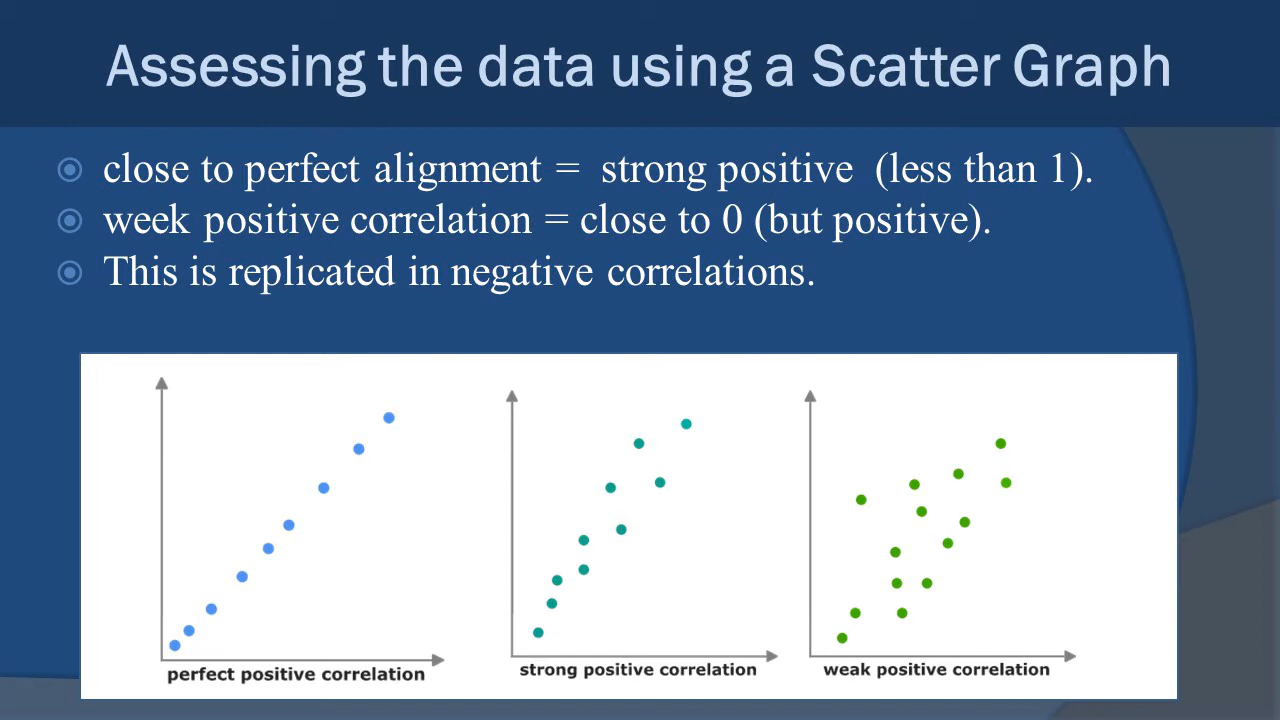 Assessing the data using a Scatter Graph
close to perfect alignment =  strong positive  (less than 1).
week positive correlation = close to 0 (but positive).
This is replicated in negative correlations.
perfect positive correlation
strong positive correlation
weak positive correlation